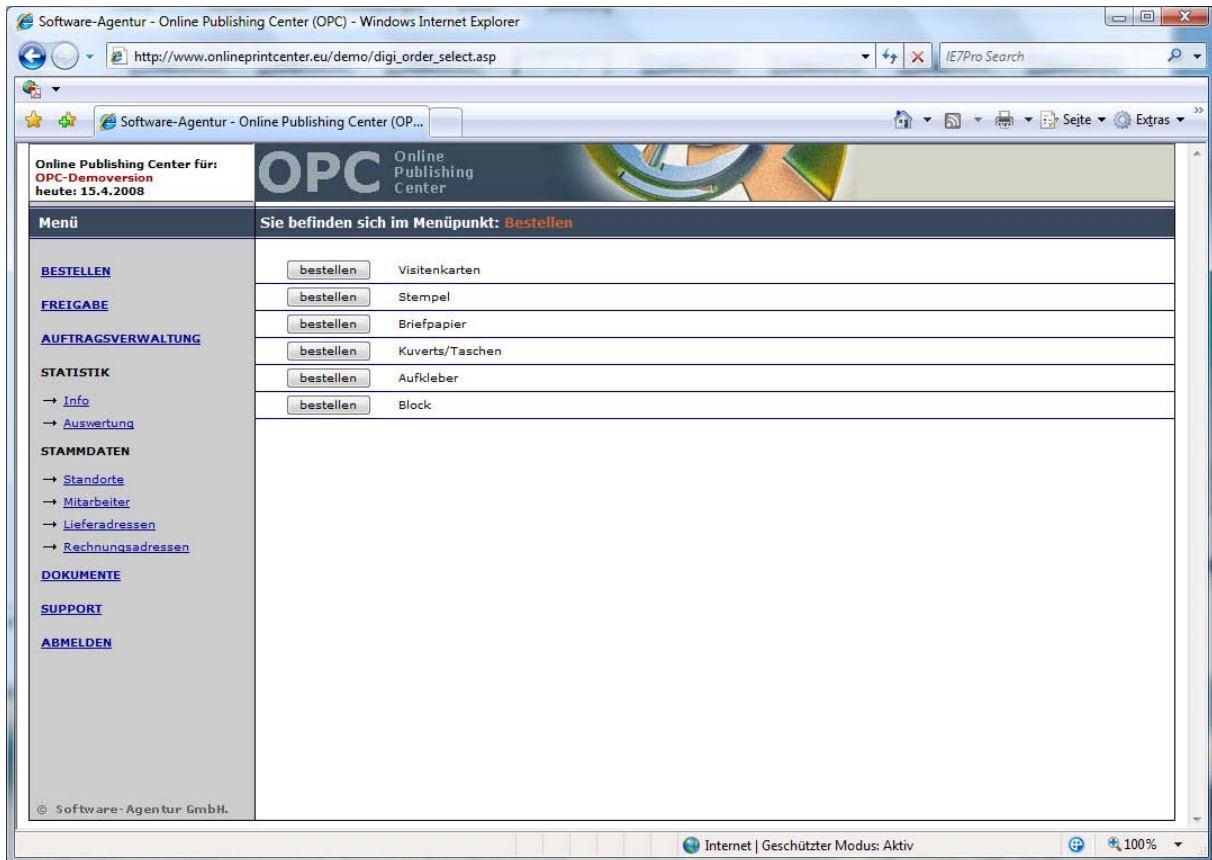 Software-Agentur - Online Publishing Center (OPC) - Windows Internet Explorer
http://www.onlineprintcenter.eu/demo/digi_order_select.asp
IE7Pro Search
Software-Agentur - Online Publishing Center (OP...
Seite
Extras
Online Publishing Center für:
OPC-Demoversion
heute: 15.4.2008
OPC
Online
Publishing
Center
Menü
Sie befinden sich im Menüpunkt: Bestellen
BESTELLEN
FREIGABE
AUFTRAGSVERWALTUNG
STATISTIK
→ Info
→ Auswertung
STAMMDATEN
→ Standorte
→ Mitarbeiter
→ Lieferadressen
→ Rechnungsadressen
DOKUMENTE
SUPPORT
ABMELDEN
© Software-Agentur GmbH.
bestellen Visitenkarten
bestellen Stempel
bestellen Briefpapier
bestellen Kuverts/Taschen
bestellen Aufkleber
bestellen Block
Internet | Geschützter Modus: Aktiv
100%